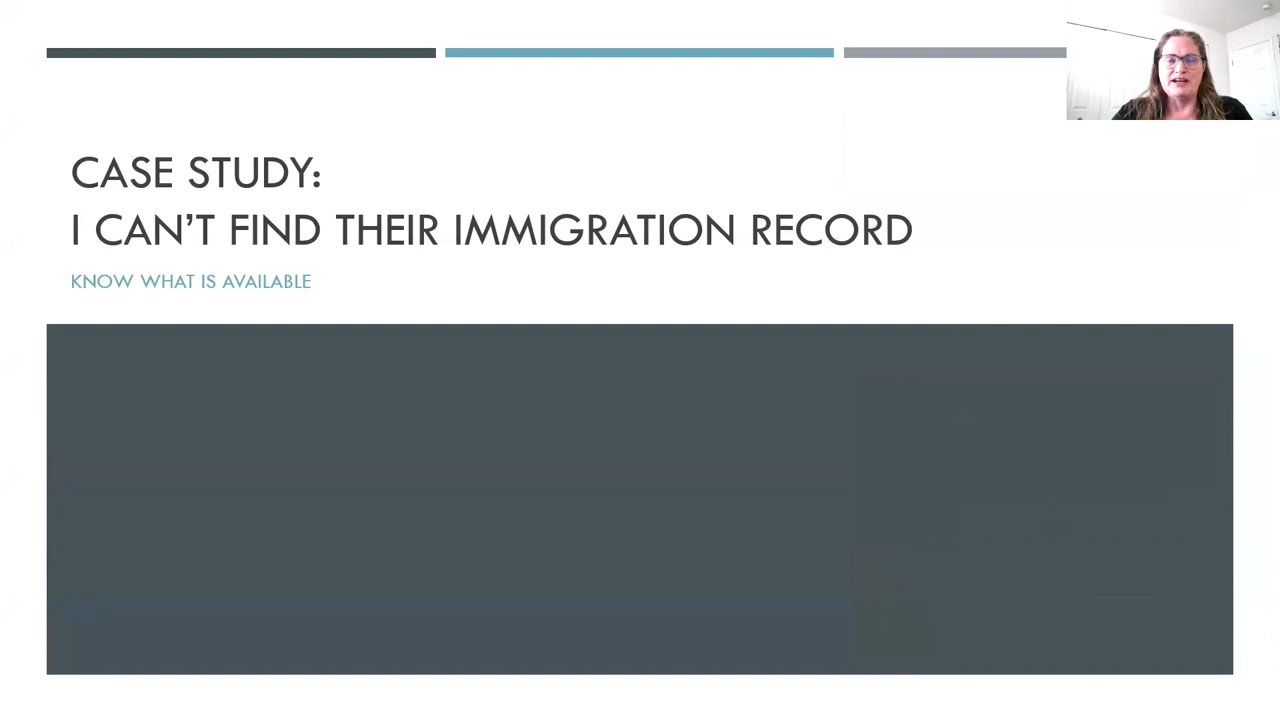 CASE STUDY:
I CAN’T FIND THEIR IMMIGRATION RECORD
KNOW WHAT IS AVAILABLE